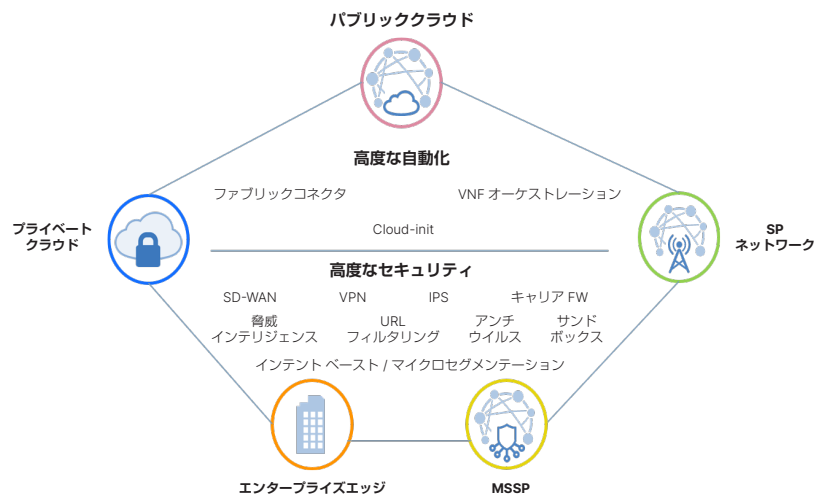 パブリッククラウド
高度な自動化
ファブリックコネクタ
VNF オーケストレーション
Cloud-init
プライベート
クラウド
SP
ネットワーク
高度なセキュリティ
SD-WAN
VPN
IPS
キャリア FW
脅威
インテリジェンス
URL
フィルタリング
アンチ
ウイルス
サンド
ボックス
インテント ベースト / マイクロセグメンテーション
エンタープライズエッジ
MSSP